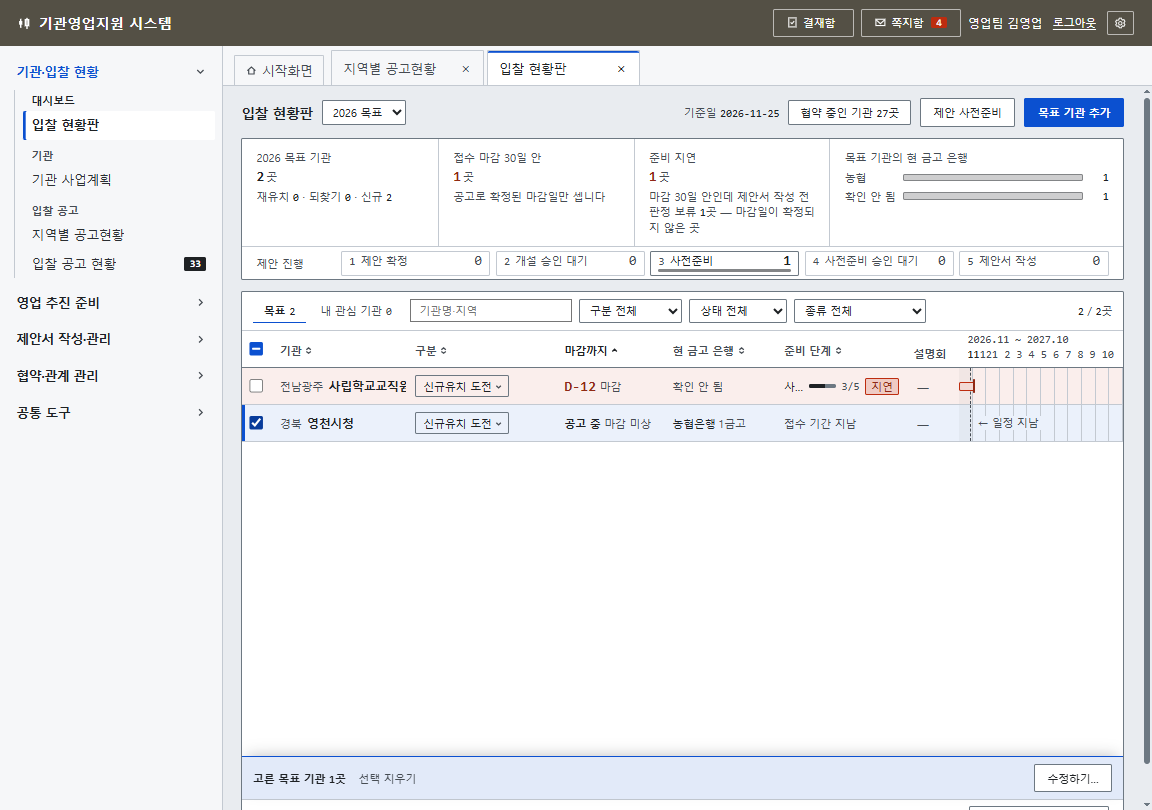 기관영업지원 시스템
결재함
쪽지함 4
영업팀 김영업
로그아웃
기관·입찰 현황
대시보드
입찰 현황판
기관
기관 사업계획
입찰 공고
지역별 공고현황
입찰 공고 현황 33
영업 추진 준비
제안서 작성·관리
협약·관계 관리
공통 도구
시작화면
지역별 공고현황 ×
입찰 현황판 ×
입찰 현황판
2026 목표
기준일 2026-11-25
협약 중인 기관 27곳
제안 사전준비
목표 기관 추가
2026 목표 기관
2 곳
재유치 0 · 되찾기 0 · 신규 2
접수 마감 30일 안
1 곳
공고로 확정된 마감일만 셉니다
준비 지연
1 곳
마감 30일 안인데 제안서 작성 전
판정 보류 1곳 — 마감일이 확정되
지 않은 곳
목표 기관의 현 금고 은행
농협 1
확인 안 됨 1
제안 진행
1 제안 확정 0
2 개설 승인 대기 0
3 사전준비 1
4 사전준비 승인 대기 0
5 제안서 작성 0
목표 2
내 관심 기관 0
기관명·지역
구분 전체
상태 전체
종류 전체
2 / 2곳
기관
구분
마감까지
현 금고 은행
준비 단계
설명회
2026.11 ~ 2027.10
11 12 1 2 3 4 5 6 7 8 9 10
전남광주 사립학교교직원 신규유치 도전 D-12 마감 확인 안 됨 사… 3/5 지연 —
경북 영천시청 신규유치 도전 공고 중 마감 미상 농협은행 1금고 접수 기간 지남 — ← 일정 지남
고른 목표 기관 1곳
선택 지우기
수정하기…